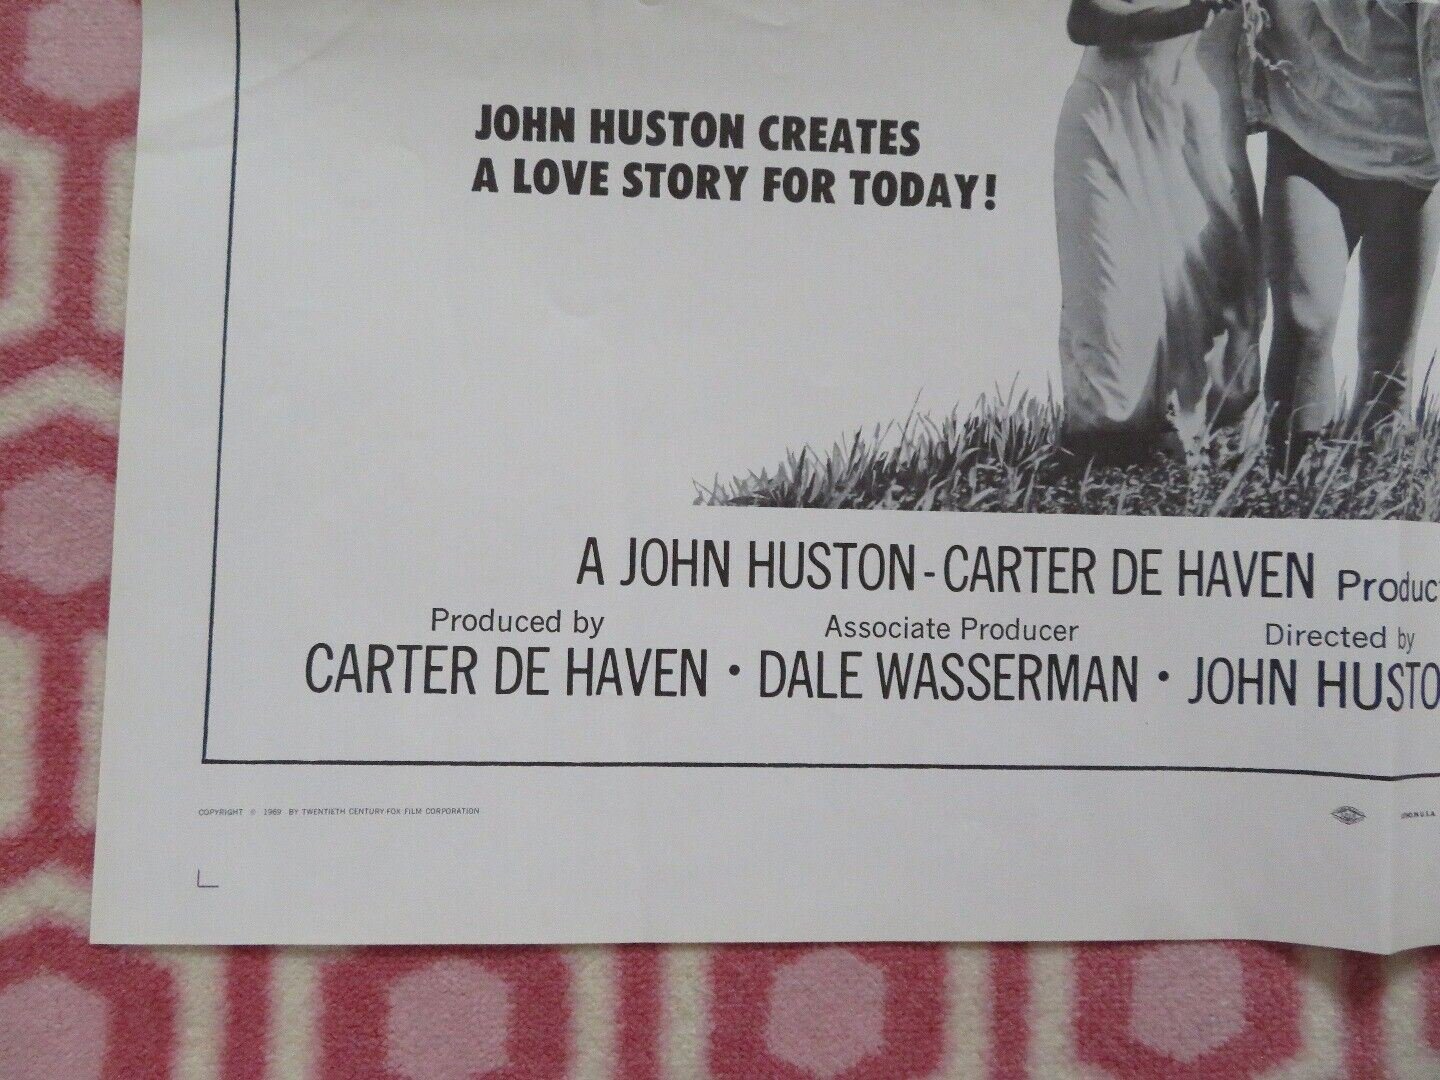 JOHN HUSTON CREATES
A LOVE STORY FOR TODAY!
A JOHN HUSTON-CARTER DE HAVEN Produc
Produced by
CARTER DE HAVEN •
Associate Producer
DALE WASSERMAN •
Directed by
JOHN HUSTO
COPYRIGHT © 1969 BY TWENTIETH CENTURY-FOX FILM CORPORATION